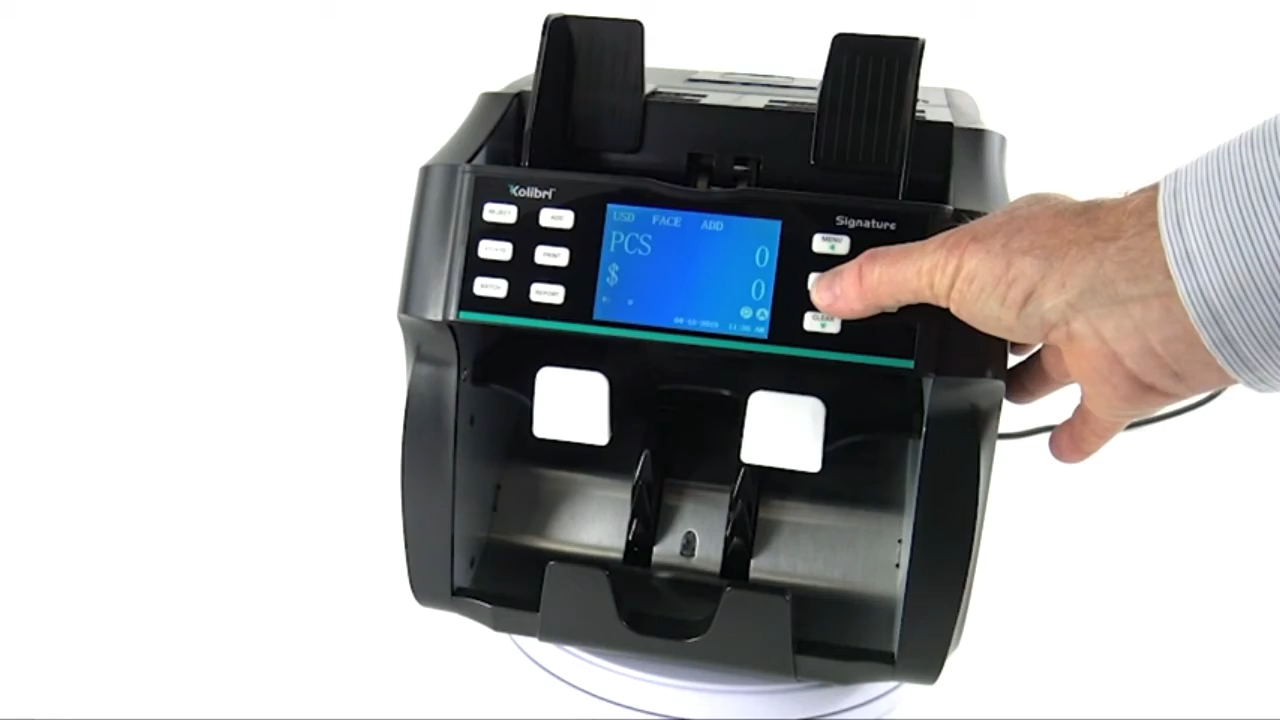 Kolibri
Signature
REJECT
ADD
PRINT
BATCH
REPORT
USD FACE ADD
PCS 0
$ 0
MENU
CLEAR